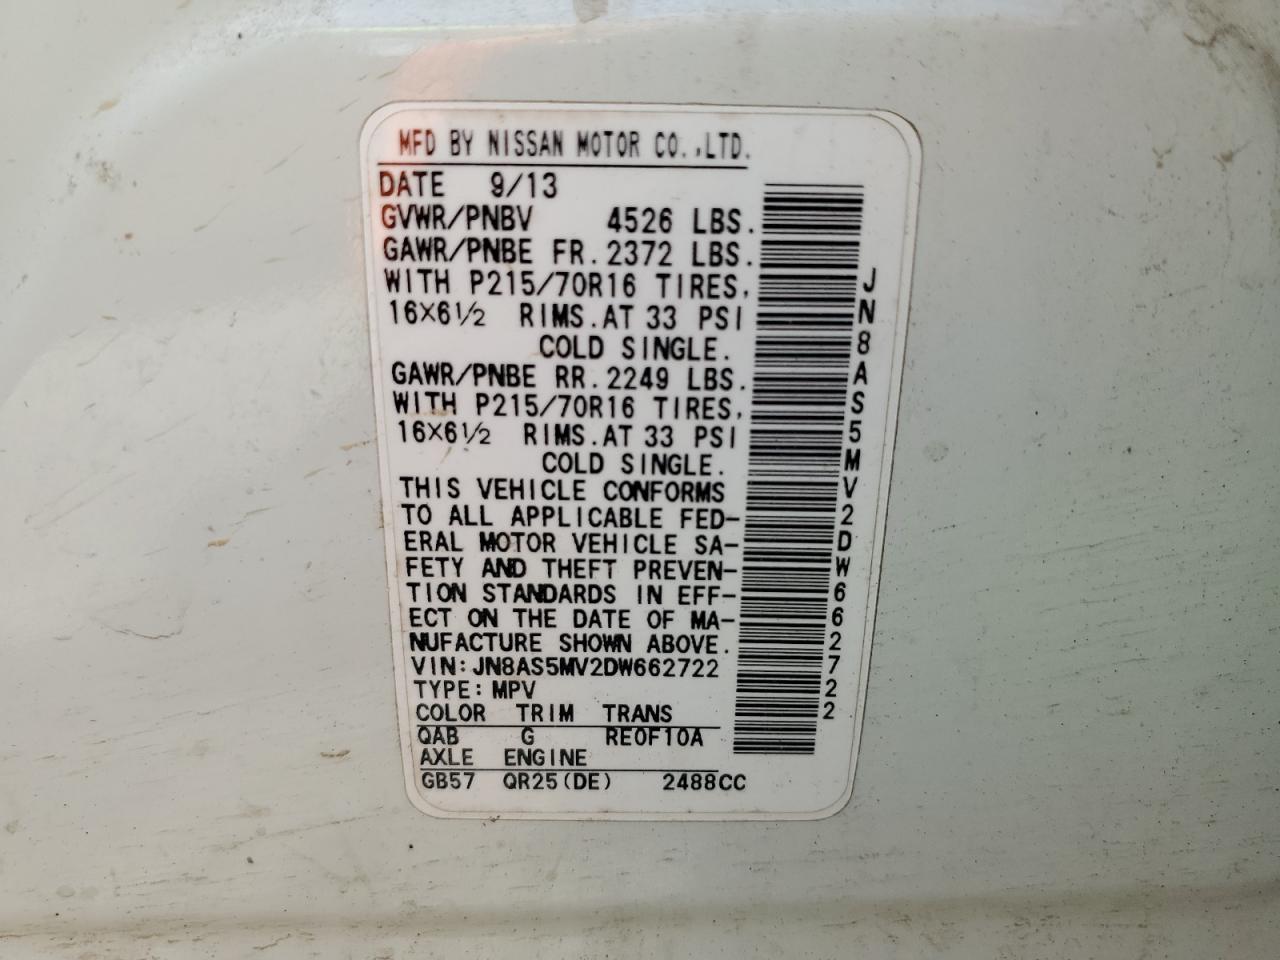 MFD BY NISSAN MOTOR CO.,LTD.
DATE 9/13
GVWR/PNBV 4526 LBS.
GAWR/PNBE FR.2372 LBS.
WITH P215/70R16 TIRES,
16X6½ RIMS.AT 33 PSI
COLD SINGLE.
GAWR/PNBE RR.2249 LBS.
WITH P215/70R16 TIRES,
16X6½ RIMS.AT 33 PSI
COLD SINGLE.
THIS VEHICLE CONFORMS
TO ALL APPLICABLE FED-
ERAL MOTOR VEHICLE SA-
FETY AND THEFT PREVEN-
TION STANDARDS IN EFF-
ECT ON THE DATE OF MA-
NUFACTURE SHOWN ABOVE.
VIN:JN8AS5MV2DW662722
TYPE:MPV
COLOR TRIM TRANS
QAB G RE0F10A
AXLE ENGINE
GB57 QR25(DE) 2488CC
JN8AS5MV2DW662722